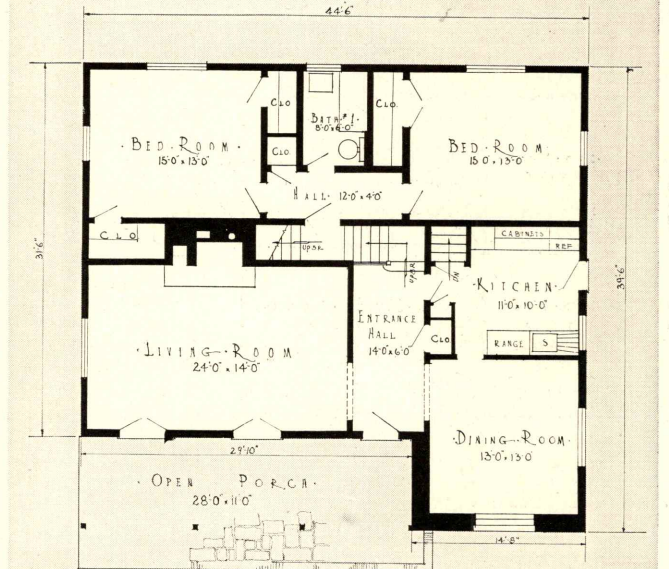 44'-6"
BED-ROOM
15'-0" x 13'-0"
CLO
BATH #1
8'-0" x 6'-0"
CLO.
BED-ROOM
15'-0" x 13'-0"
CLO
HALL 12'-0" x 4'-0"
CLO
UP 3R
UP 5R
DN
CABINETS
REF
KITCHEN
11'-0" x 10'-0"
31'-6"
39'-6"
ENTRANCE
HALL
14'-0" x 6'-0"
CLO
RANGE
S
LIVING-ROOM
24'-0" x 14'-0"
DINING-ROOM
13'-0" x 13'-0"
29'-10"
OPEN PORCH
28'-0" x 11'-0"
14'-8"